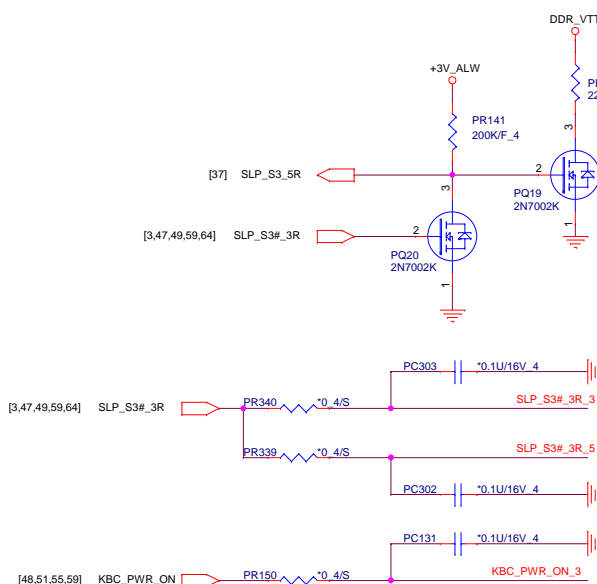 DDR_VTT
+3V_ALW
PR141
200K/F_4
3
2
PQ19
2N7002K
1
[37] SLP_S3_5R
3
[3,47,49,59,64] SLP_S3#_3R
2
PQ20
2N7002K
1
PC303 *0.1U/16V_4
[3,47,49,59,64] SLP_S3#_3R
PR340 *0_4/S
SLP_S3#_3R_3
PR339 *0_4/S
SLP_S3#_3R_5
PC302 *0.1U/16V_4
PC131 *0.1U/16V_4
[48,51,55,59] KBC_PWR_ON
PR150 *0_4/S
KBC_PWR_ON_3